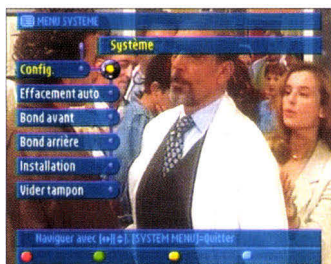 MENU SYSTEME
Système
Config.
Effacement auto.
Bond avant
Bond arrière
Installation
Vider tampon
Naviguer avec [↔][↕]. [SYSTEM MENU]=Quitter